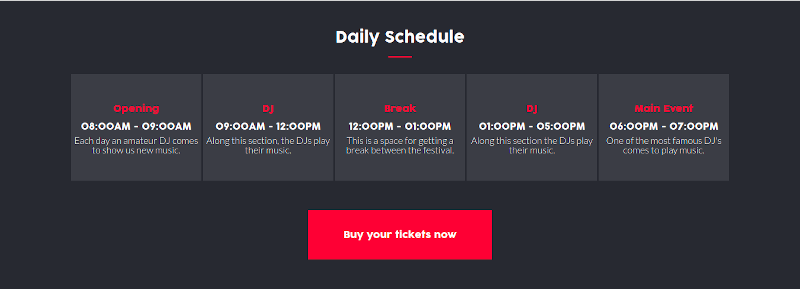 Daily Schedule
Opening
08:00AM - 09:00AM
Each day an amateur DJ comes
to show us new music.
DJ
09:00AM - 12:00PM
Along this section, the DJs play
their music.
Break
12:00PM - 01:00PM
This is a space for getting a
break between the festival.
DJ
01:00PM - 05:00PM
Along this section the DJs play
their music.
Main Event
06:00PM - 07:00PM
One of the most famous DJ's
comes to play music.
Buy your tickets now